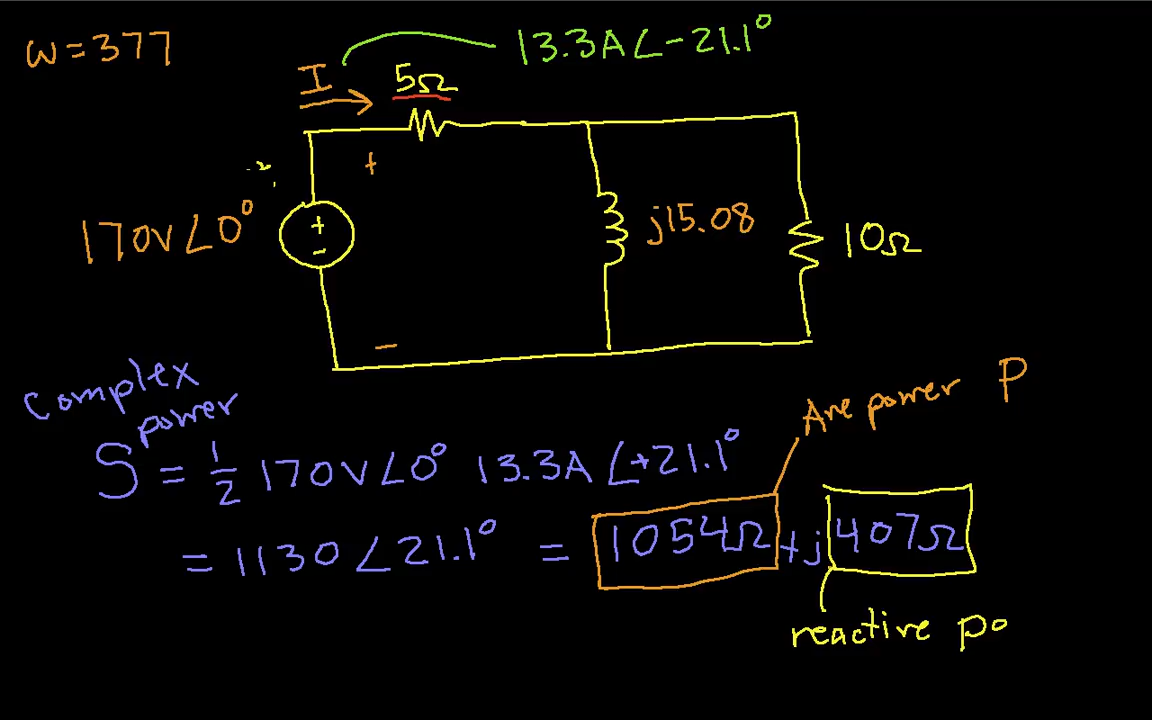 ω=377
13.3A∠-21.1°
I
5Ω
+
170V∠0°
+
-
j15.08
10Ω
-
Complex
power
Ave power P
S = 1/2 170V∠0° 13.3A∠+21.1°
= 1130∠21.1° = 1054Ω+j407Ω
reactive po